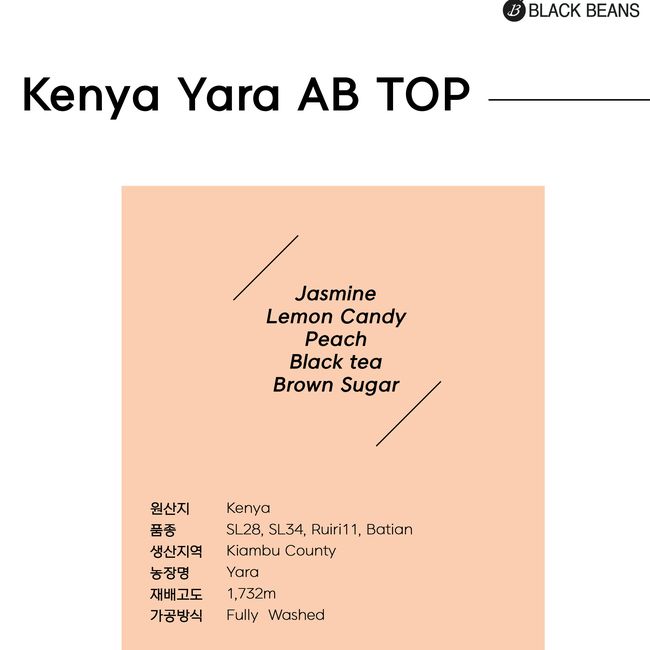 BLACK BEANS
Kenya Yara AB TOP
Jasmine
Lemon Candy
Peach
Black tea
Brown Sugar
원산지 Kenya
품종 SL28, SL34, Ruiri11, Batian
생산지역 Kiambu County
농장명 Yara
재배고도 1,732m
가공방식 Fully Washed